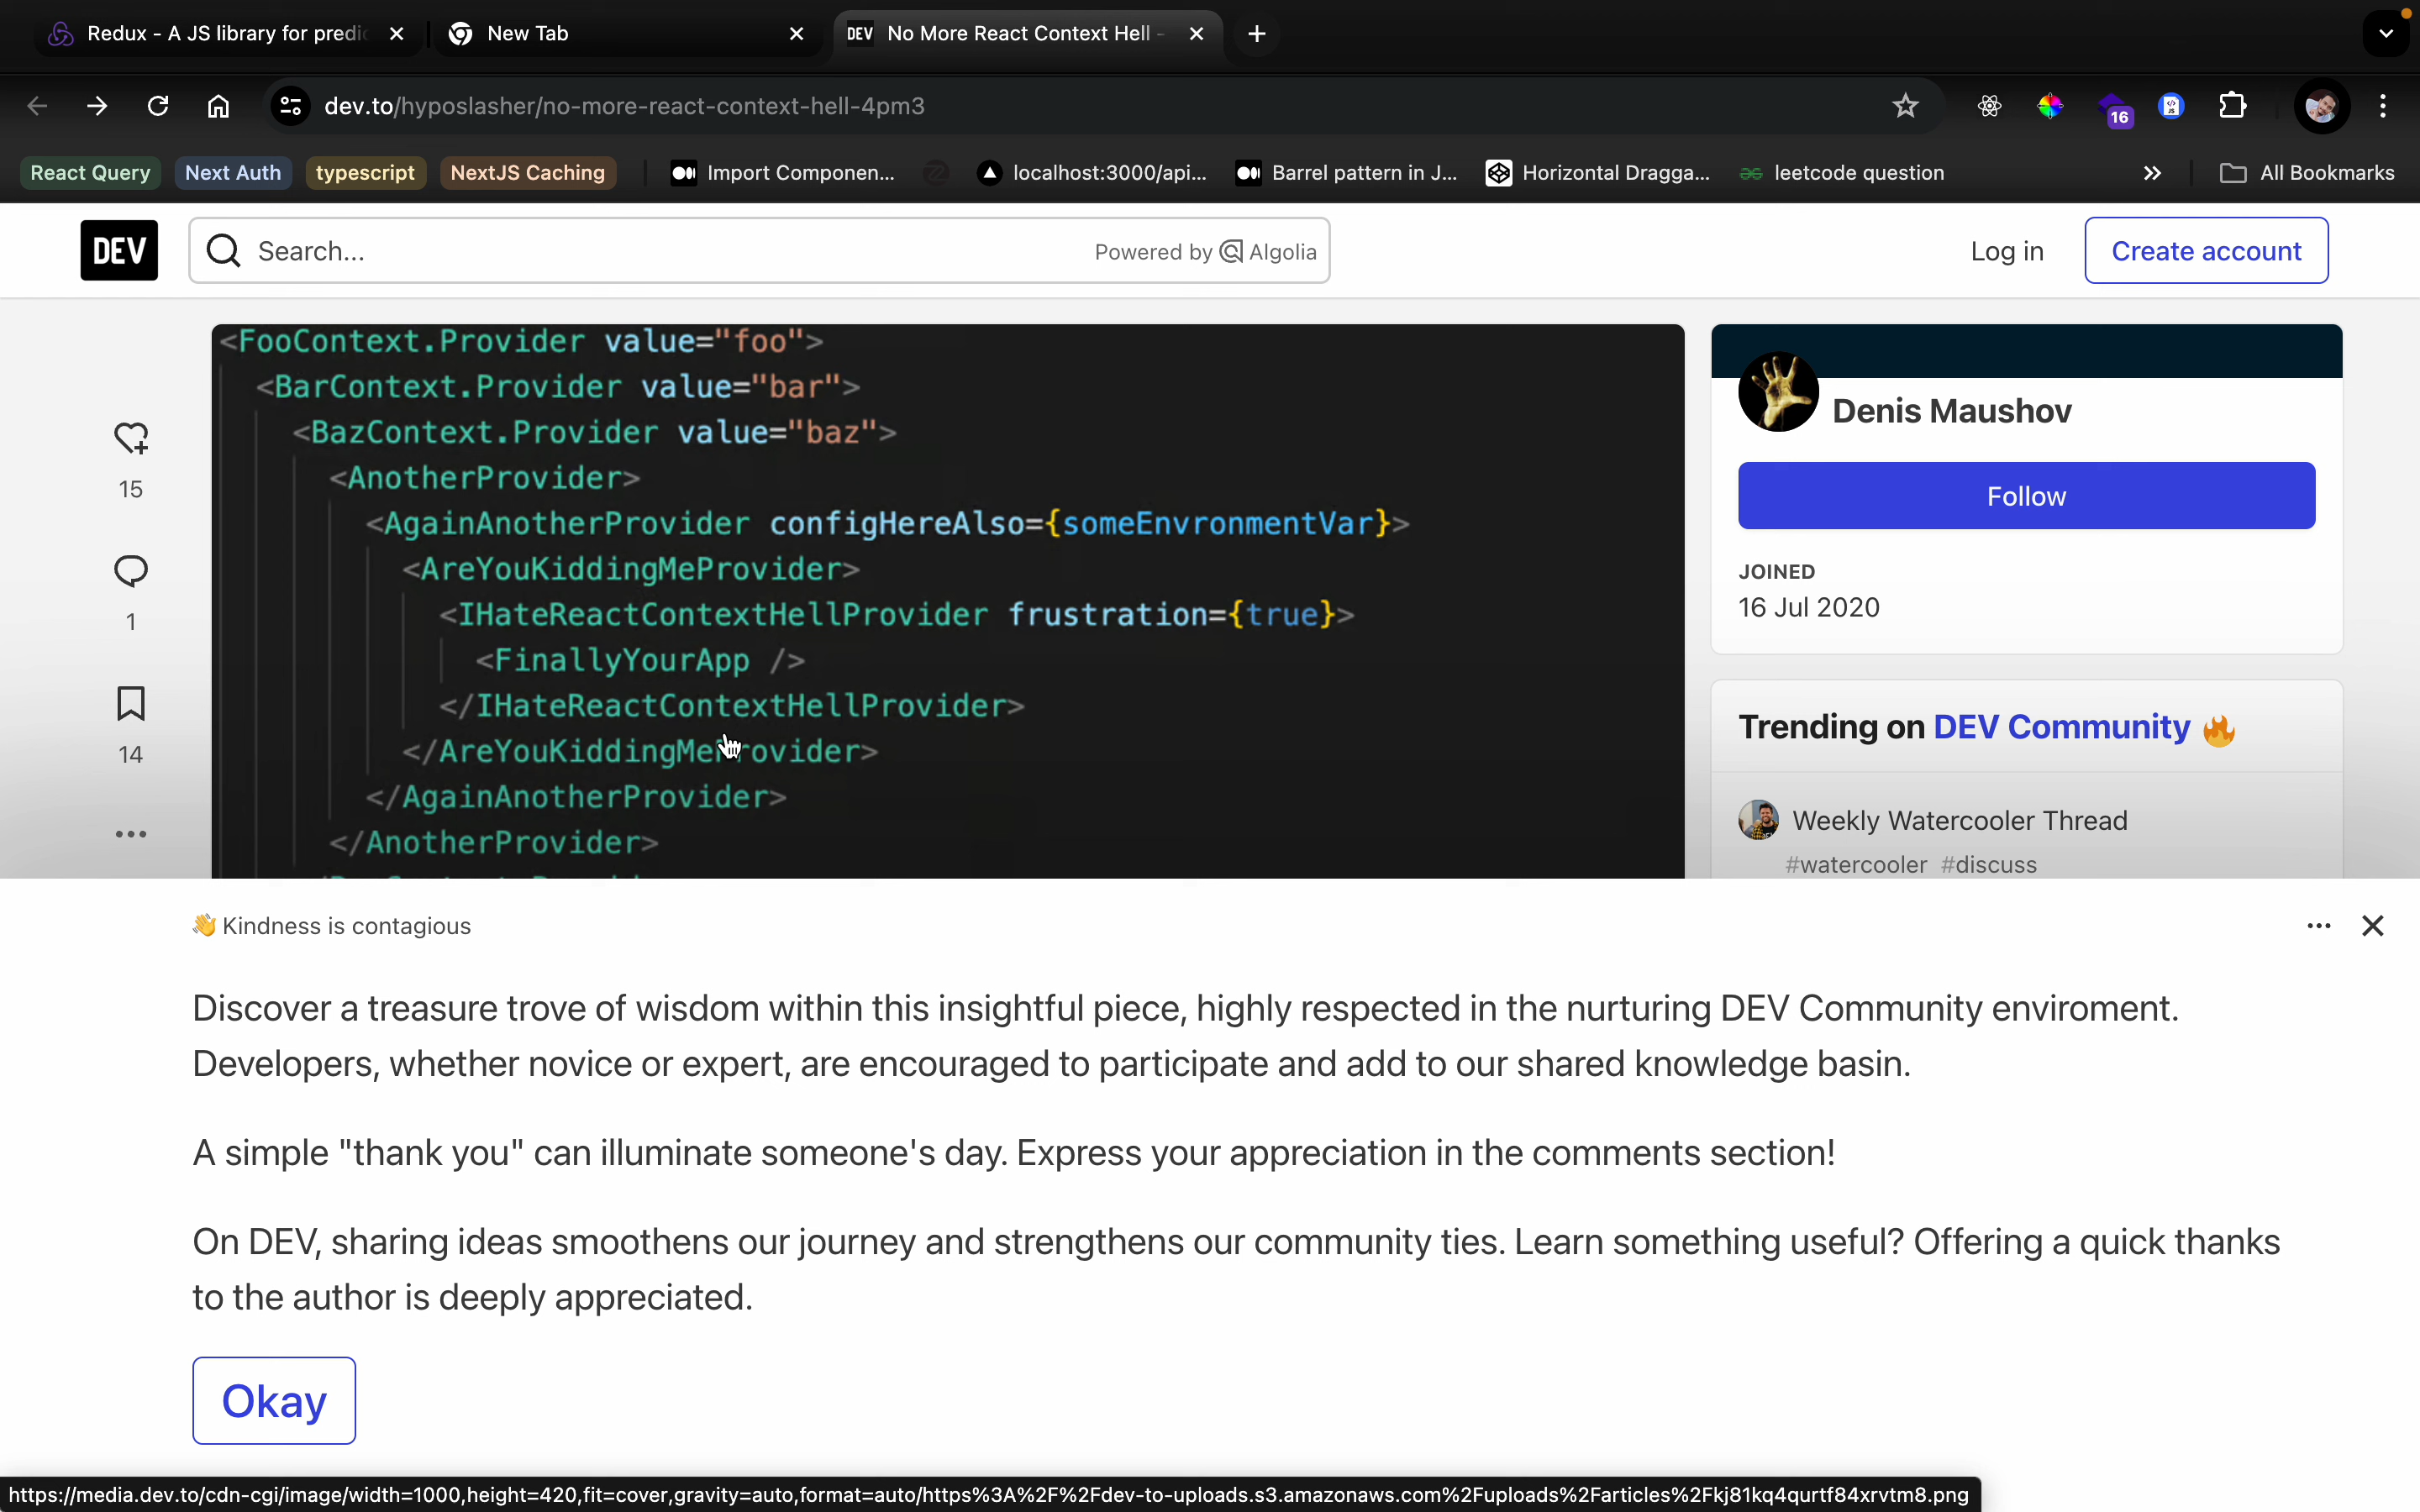 Redux - A JS library for predic
New Tab
DEV No More React Context Hell -
dev.to/hyposlasher/no-more-react-context-hell-4pm3
16
React Query Next Auth typescript NextJS Caching Import Componen... localhost:3000/api... Barrel pattern in J... Horizontal Dragga... leetcode question All Bookmarks
DEV Search... Powered by Algolia Log in Create account
<FooContext.Provider value="foo">
<BarContext.Provider value="bar">
<BazContext.Provider value="baz">
<AnotherProvider>
<AgainAnotherProvider configHereAlso={someEnvronmentVar}>
<AreYouKiddingMeProvider>
<IHateReactContextHellProvider frustration={true}>
<FinallyYourApp />
</IHateReactContextHellProvider>
</AreYouKiddingMeProvider>
</AgainAnotherProvider>
</AnotherProvider>
15
1
14
Denis Maushov
Follow
JOINED
16 Jul 2020
Trending on DEV Community 🔥
Weekly Watercooler Thread
#watercooler #discuss
👋 Kindness is contagious
Discover a treasure trove of wisdom within this insightful piece, highly respected in the nurturing DEV Community enviroment.
Developers, whether novice or expert, are encouraged to participate and add to our shared knowledge basin.
A simple "thank you" can illuminate someone's day. Express your appreciation in the comments section!
On DEV, sharing ideas smoothens our journey and strengthens our community ties. Learn something useful? Offering a quick thanks
to the author is deeply appreciated.
Okay
https://media.dev.to/cdn-cgi/image/width=1000,height=420,fit=cover,gravity=auto,format=auto/https%3A%2F%2Fdev-to-uploads.s3.amazonaws.com%2Fuploads%2Farticles%2Fkj81kq4qurtf84xrvtm8.png